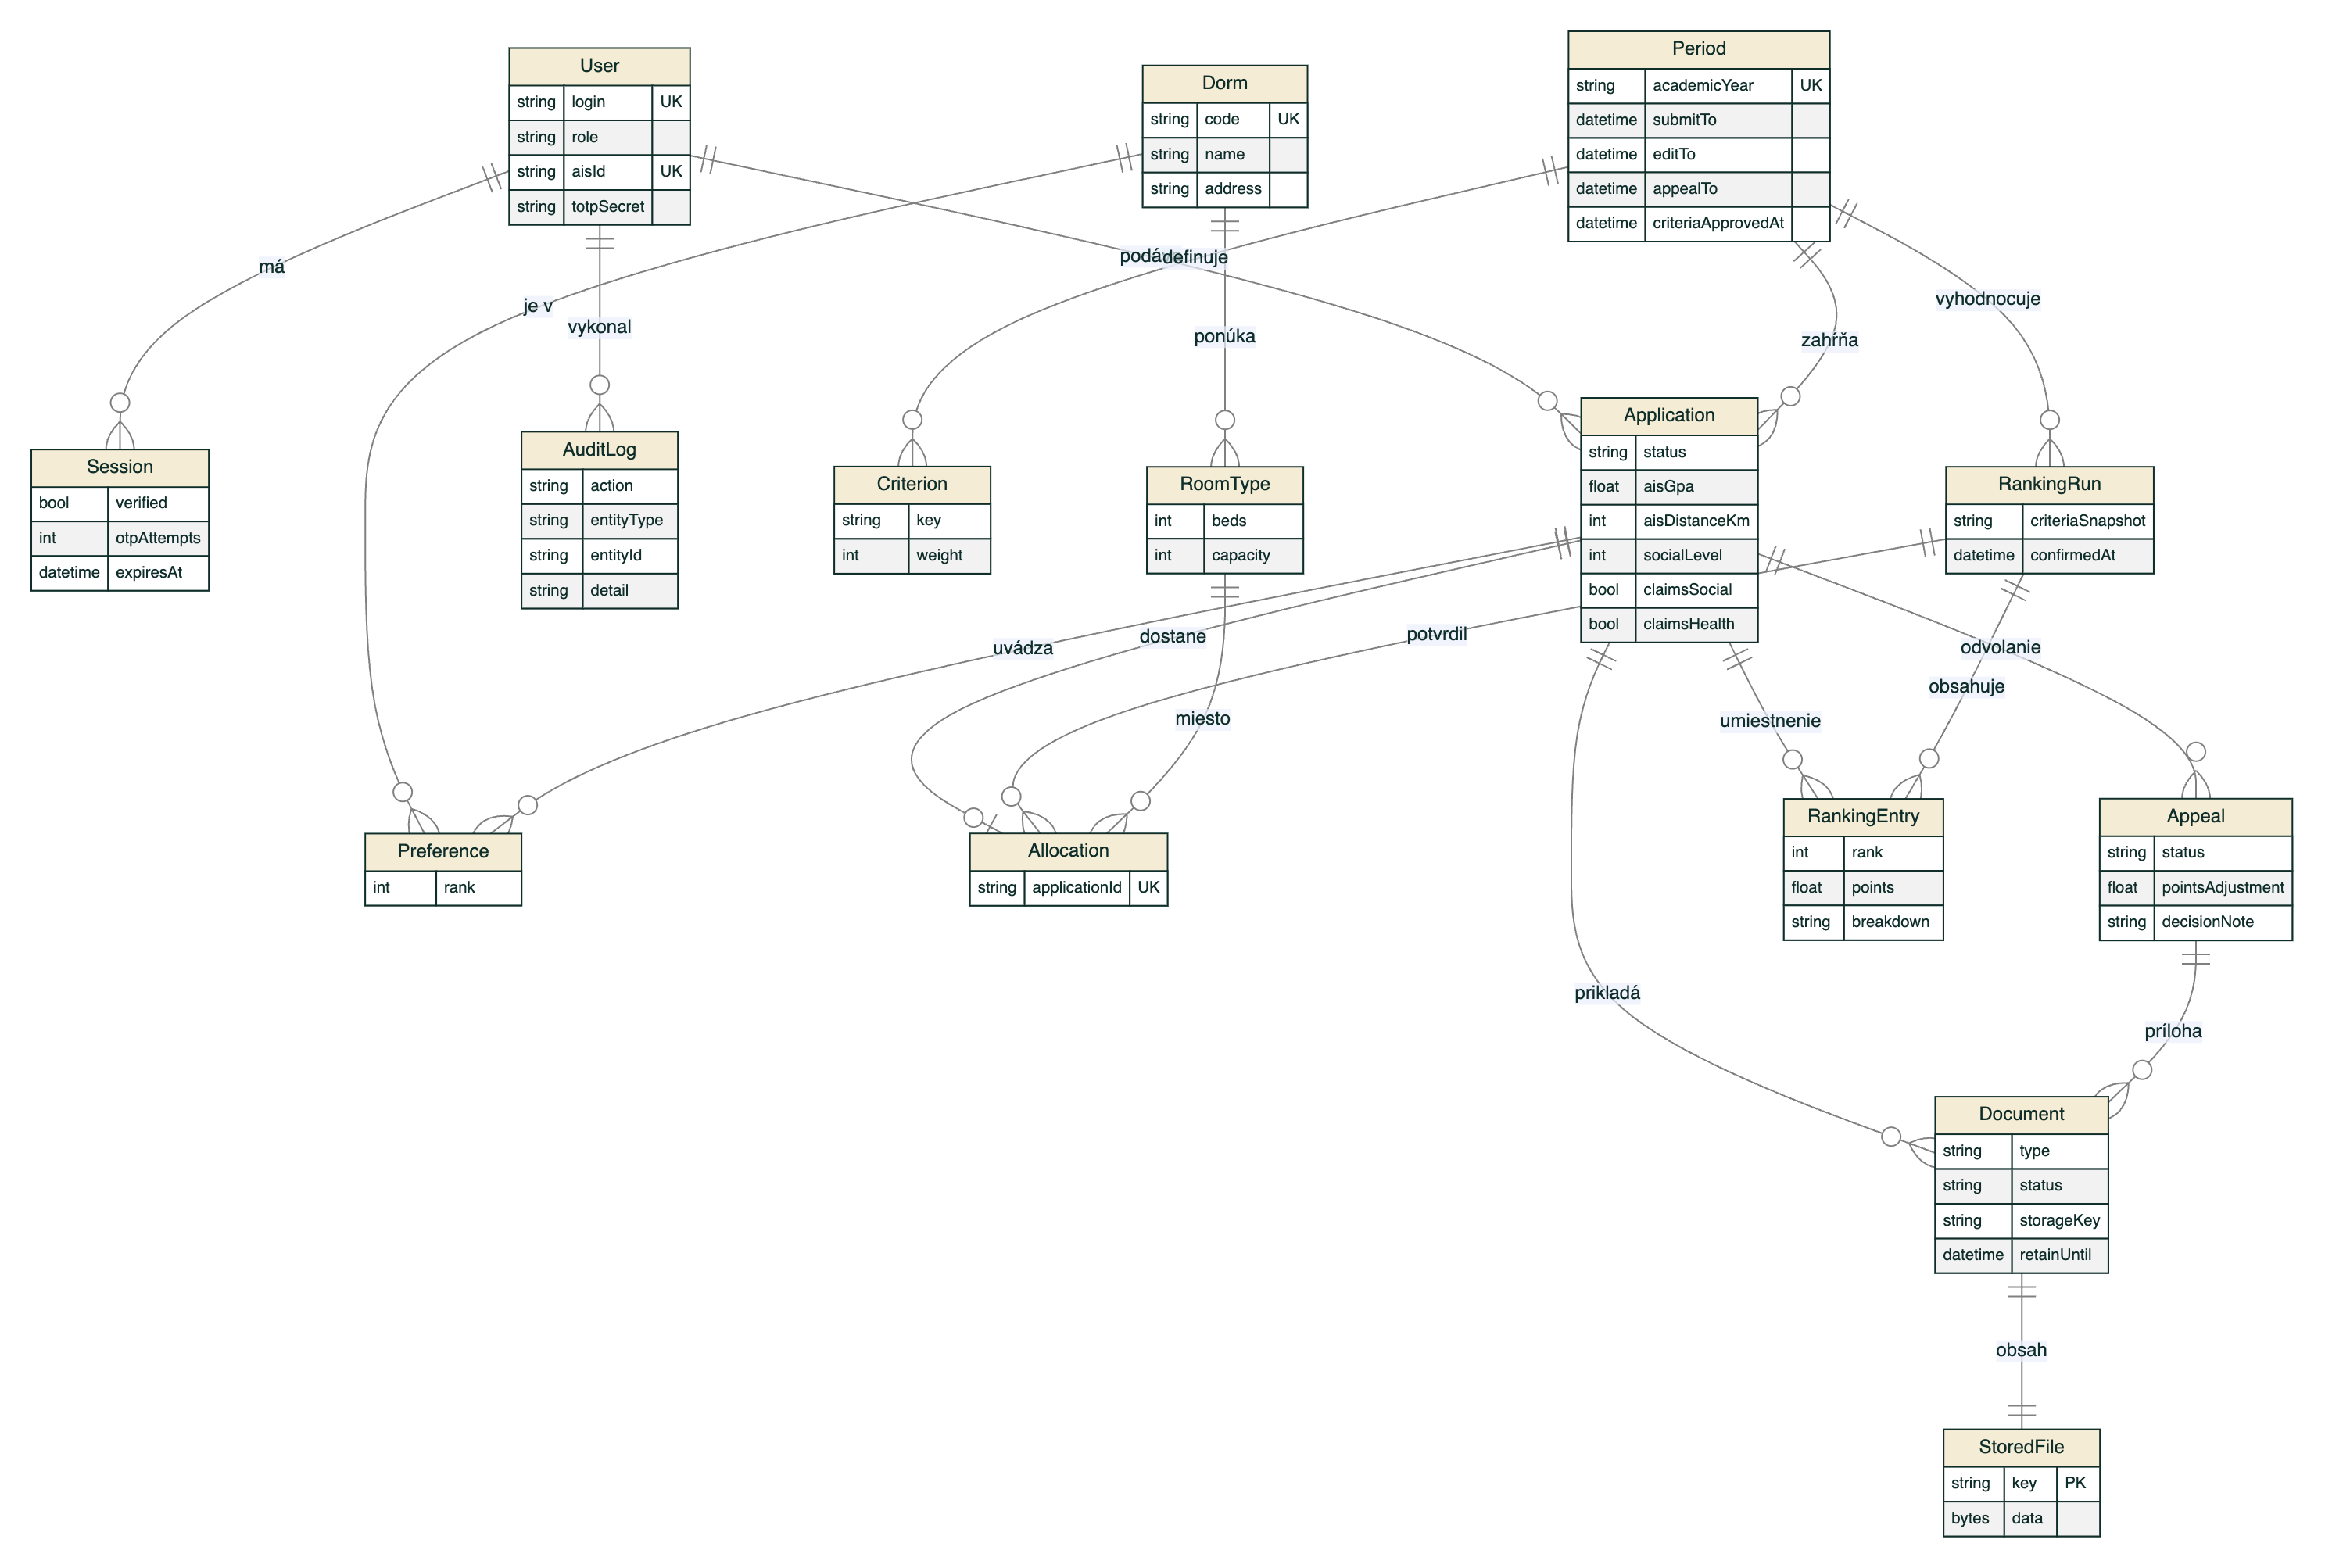 User
string login UK
string role
string aisId UK
string totpSecret
Dorm
string code UK
string name
string address
Period
string academicYear UK
datetime submitTo
datetime editTo
datetime appealTo
datetime criteriaApprovedAt
má
je v
vykonal
definuje
ponúka
zahŕňa
vyhodnocuje
Session
bool verified
int otpAttempts
datetime expiresAt
AuditLog
string action
string entityType
string entityId
string detail
Criterion
string key
int weight
RoomType
int beds
int capacity
Application
string status
float aisGpa
int aisDistanceKm
int socialLevel
bool claimsSocial
bool claimsHealth
RankingRun
string criteriaSnapshot
datetime confirmedAt
uvádza
dostane
potvrdil
miesto
umiestnenie
obsahuje
odvolanie
Preference
int rank
Allocation
string applicationId UK
RankingEntry
int rank
float points
string breakdown
Appeal
string status
float pointsAdjustment
string decisionNote
prikladá
príloha
Document
string type
string status
string storageKey
datetime retainUntil
obsah
StoredFile
string key PK
bytes data